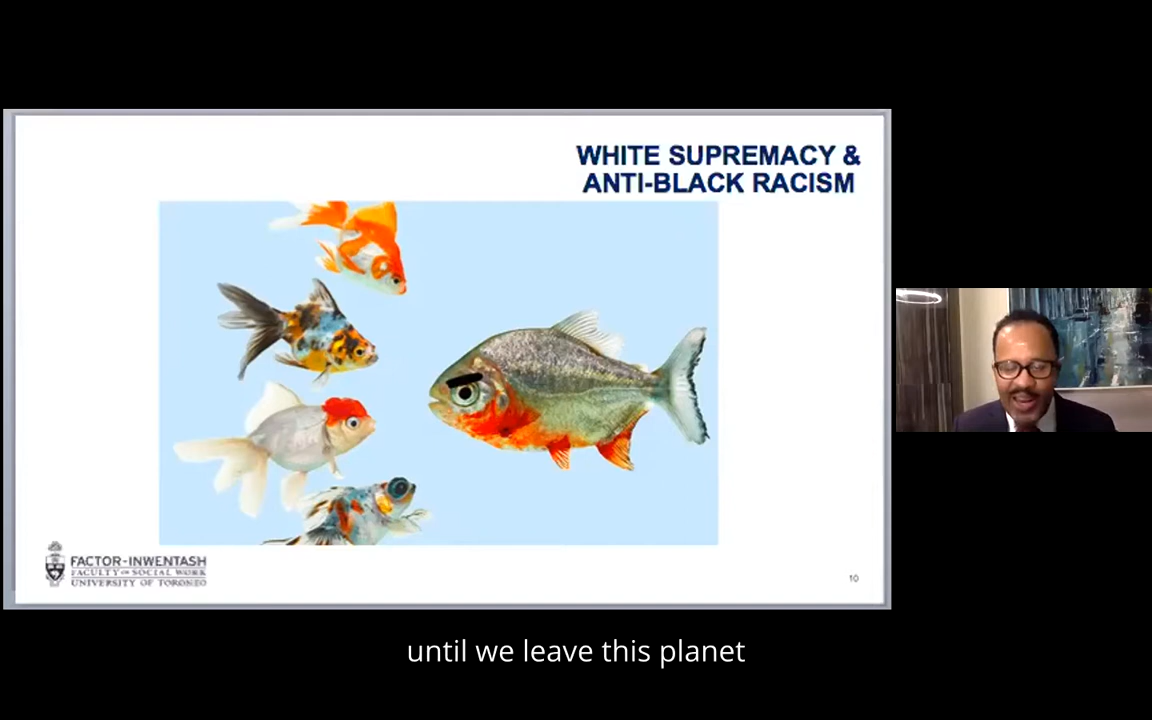 WHITE SUPREMACY &
ANTI-BLACK RACISM
FACTOR-INWENTASH
FACULTY OF SOCIAL WORK
UNIVERSITY OF TORONTO
10
until we leave this planet